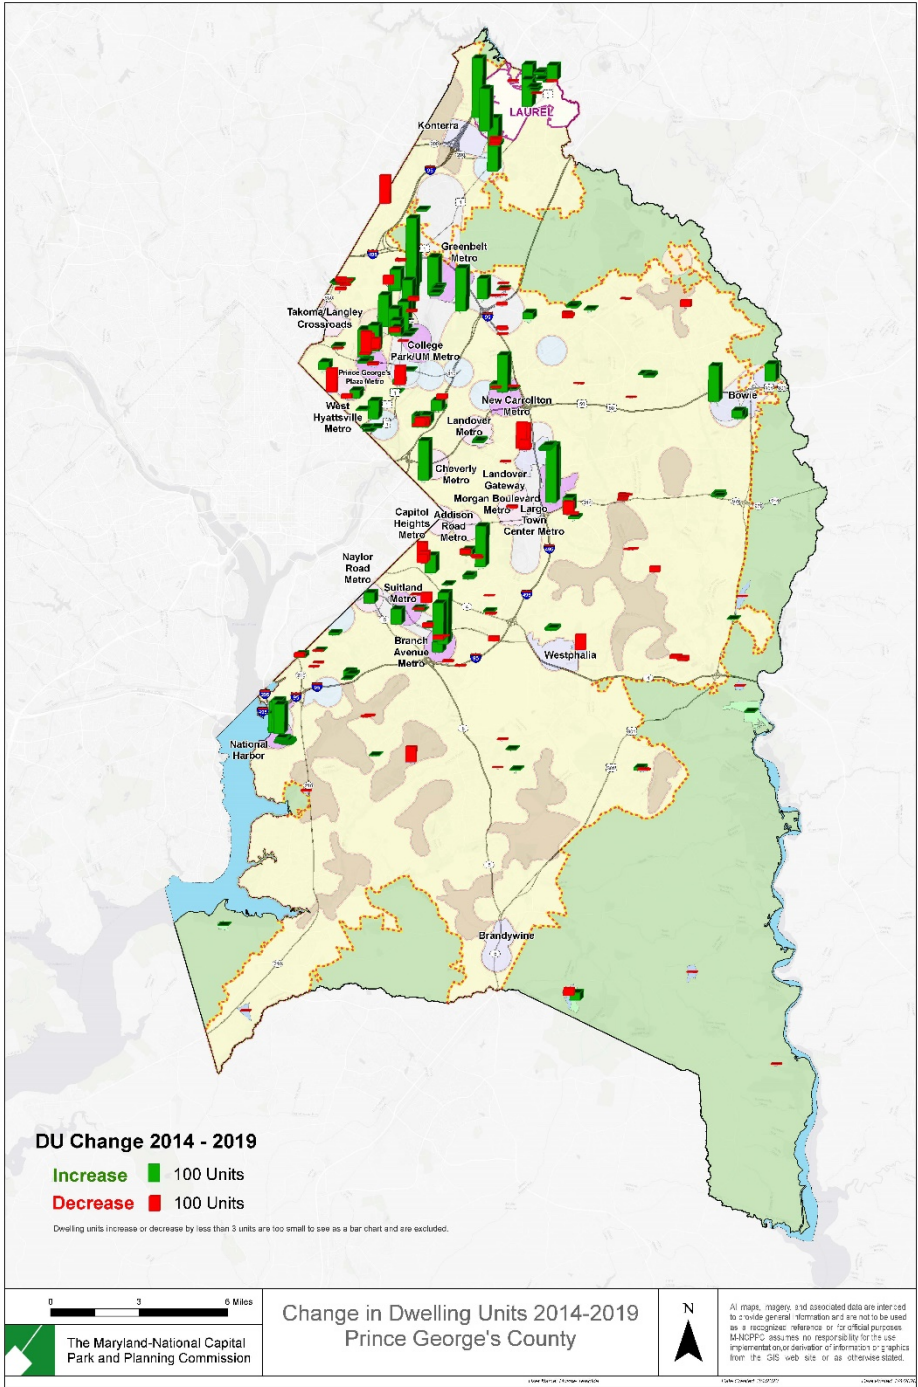 LAUREL
Konterra
Greenbelt
Metro
Takoma/Langley
Crossroads
College
Park/UM Metro
Prince George's
Plaza Metro
West
Hyattsville
Metro
New Carrollton
Metro
Bowie
Landover
Metro
Cheverly
Metro
Landover
Gateway
Morgan Boulevard
Metro
Largo
Town
Center Metro
Capitol
Heights
Metro
Addison
Road
Metro
Naylor
Road
Metro
Suitland
Metro
Branch
Avenue
Metro
Westphalia
National
Harbor
Brandywine
DU Change 2014 - 2019
Increase 100 Units
Decrease 100 Units
Dwelling units increase or decrease by less than 3 units are too small to see as a bar chart and are excluded.
0 3 6 Miles
The Maryland-National Capital
Park and Planning Commission
Change in Dwelling Units 2014-2019
Prince George's County
N
All maps, imagery, and associated data are intended
to provide general information and are not to be used
as a recognized reference or for official purposes.
M-NCPPC assumes no responsibility for the use
implementation,or derivation of information or graphics
from the GIS web site or as otherwise stated.